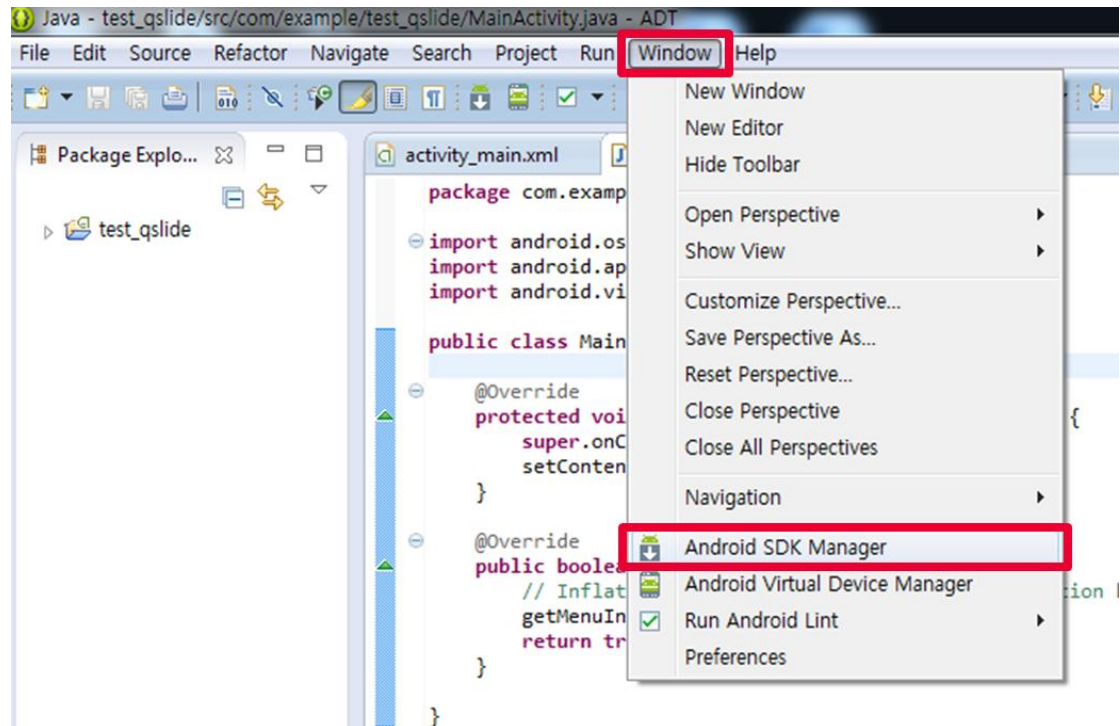 Java - test_qslide/src/com/example/test_qslide/MainActivity.java - ADT
File Edit Source Refactor Navigate Search Project Run Window Help
Package Explo...
test_qslide
activity_main.xml
package com.examp
import android.os
import android.ap
import android.vi
public class Main
@Override
protected voi {
super.onC
setConten
}
@Override
public boolea
// Inflat tion
getMenuIn
return tr
}
}
New Window
New Editor
Hide Toolbar
Open Perspective
Show View
Customize Perspective...
Save Perspective As...
Reset Perspective...
Close Perspective
Close All Perspectives
Navigation
Android SDK Manager
Android Virtual Device Manager
Run Android Lint
Preferences